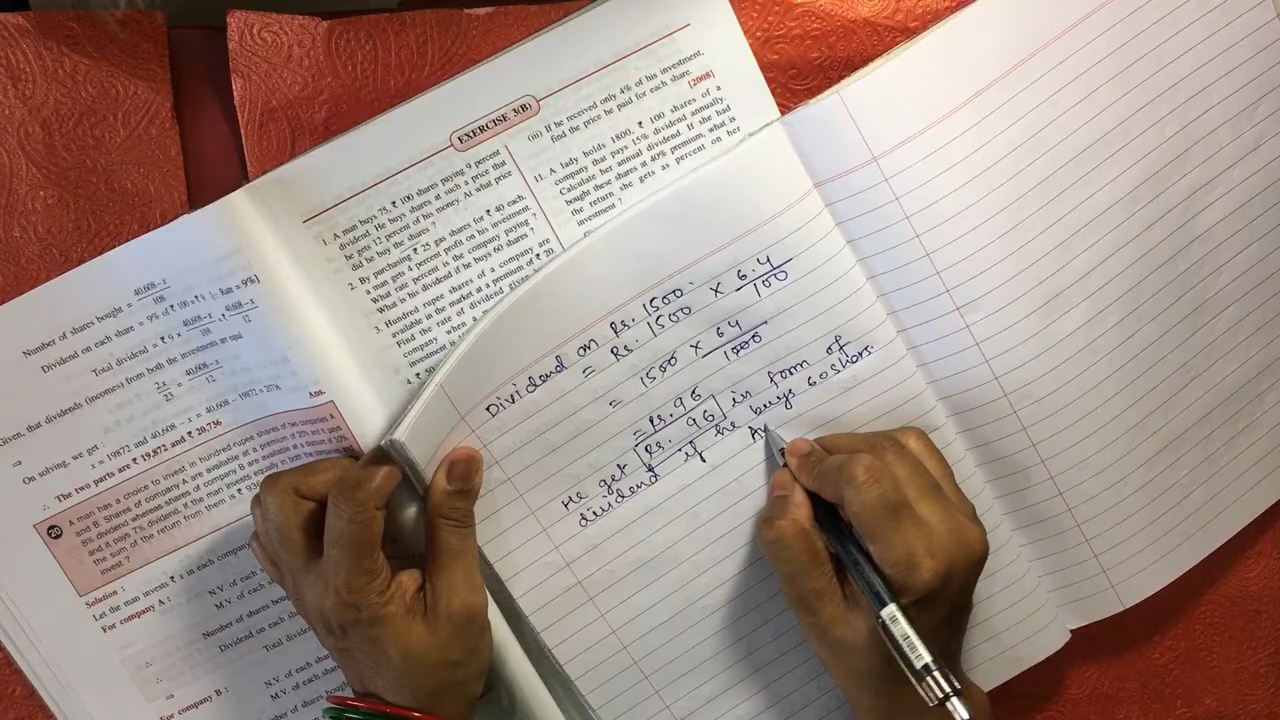 Number of shares bought = 40,608-x / 108
Dividend on each share = 9% of ₹ 100 = ₹ 9 [∵ Rate = 9%]
Total dividend = ₹ 9 × 40,608-x / 108 = ₹ 40,608-x / 12
Given, that dividends (incomes) from both the investments are equal
⇒ 2x / 23 = 40,608-x / 12
On solving, we get :
x = 19872 and 40,608 - x = 40,608 - 19872 = 20736
∴ The two parts are ₹ 19,872 and ₹ 20,736 Ans.
20 A man has a choice to invest in hundred-rupee shares of two companies A
and B. Shares of company A are available at a premium of 20% and it pays
8% dividend whereas shares of company B are available at a discount of 10%
and it pays 7% dividend. If the man invests equally in both the companies and
the sum of the return from them is ₹ 936
invest ?
Solution :
Let the man invests ₹ x in each company
For company A : N.V. of each
M.V. of each
Number of shares
∴ Dividend on each
⇒ Total dividend
For company B : N.V. of each share
M.V. of each share
Number of shares
Dividend on each
EXERCISE 3(B)
1. A man buys 75, ₹ 100 shares paying 9 percent
dividend. He buys shares at such a price that
he gets 12 percent of his money. At what price
did he buy the shares ?
2. By purchasing ₹ 25 gas shares for ₹ 40 each,
a man gets 4 percent profit on his investment.
What rate percent is the company paying ?
What is his dividend if he buys 60 shares ?
3. Hundred rupee shares of a company are
available in the market at a premium of ₹ 20.
Find the rate of dividend given
company when a
investment is
4. ₹ 50
(iii) If he received only 4% of his investment,
find the price he paid for each share.
[2008]
11. A lady holds 1800, ₹ 100 shares of a
company that pays 15% dividend annually.
Calculate her annual dividend. If she had
bought these shares at 40% premium, what is
the return she gets as percent on her
investment ?
Dividend on Rs. 1500.
= Rs. 1500 × 6.4 / 100
= 1500 × 64 / 1000
= Rs. 96
He get Rs. 96 in form of
dividend if he buys 60 shers.